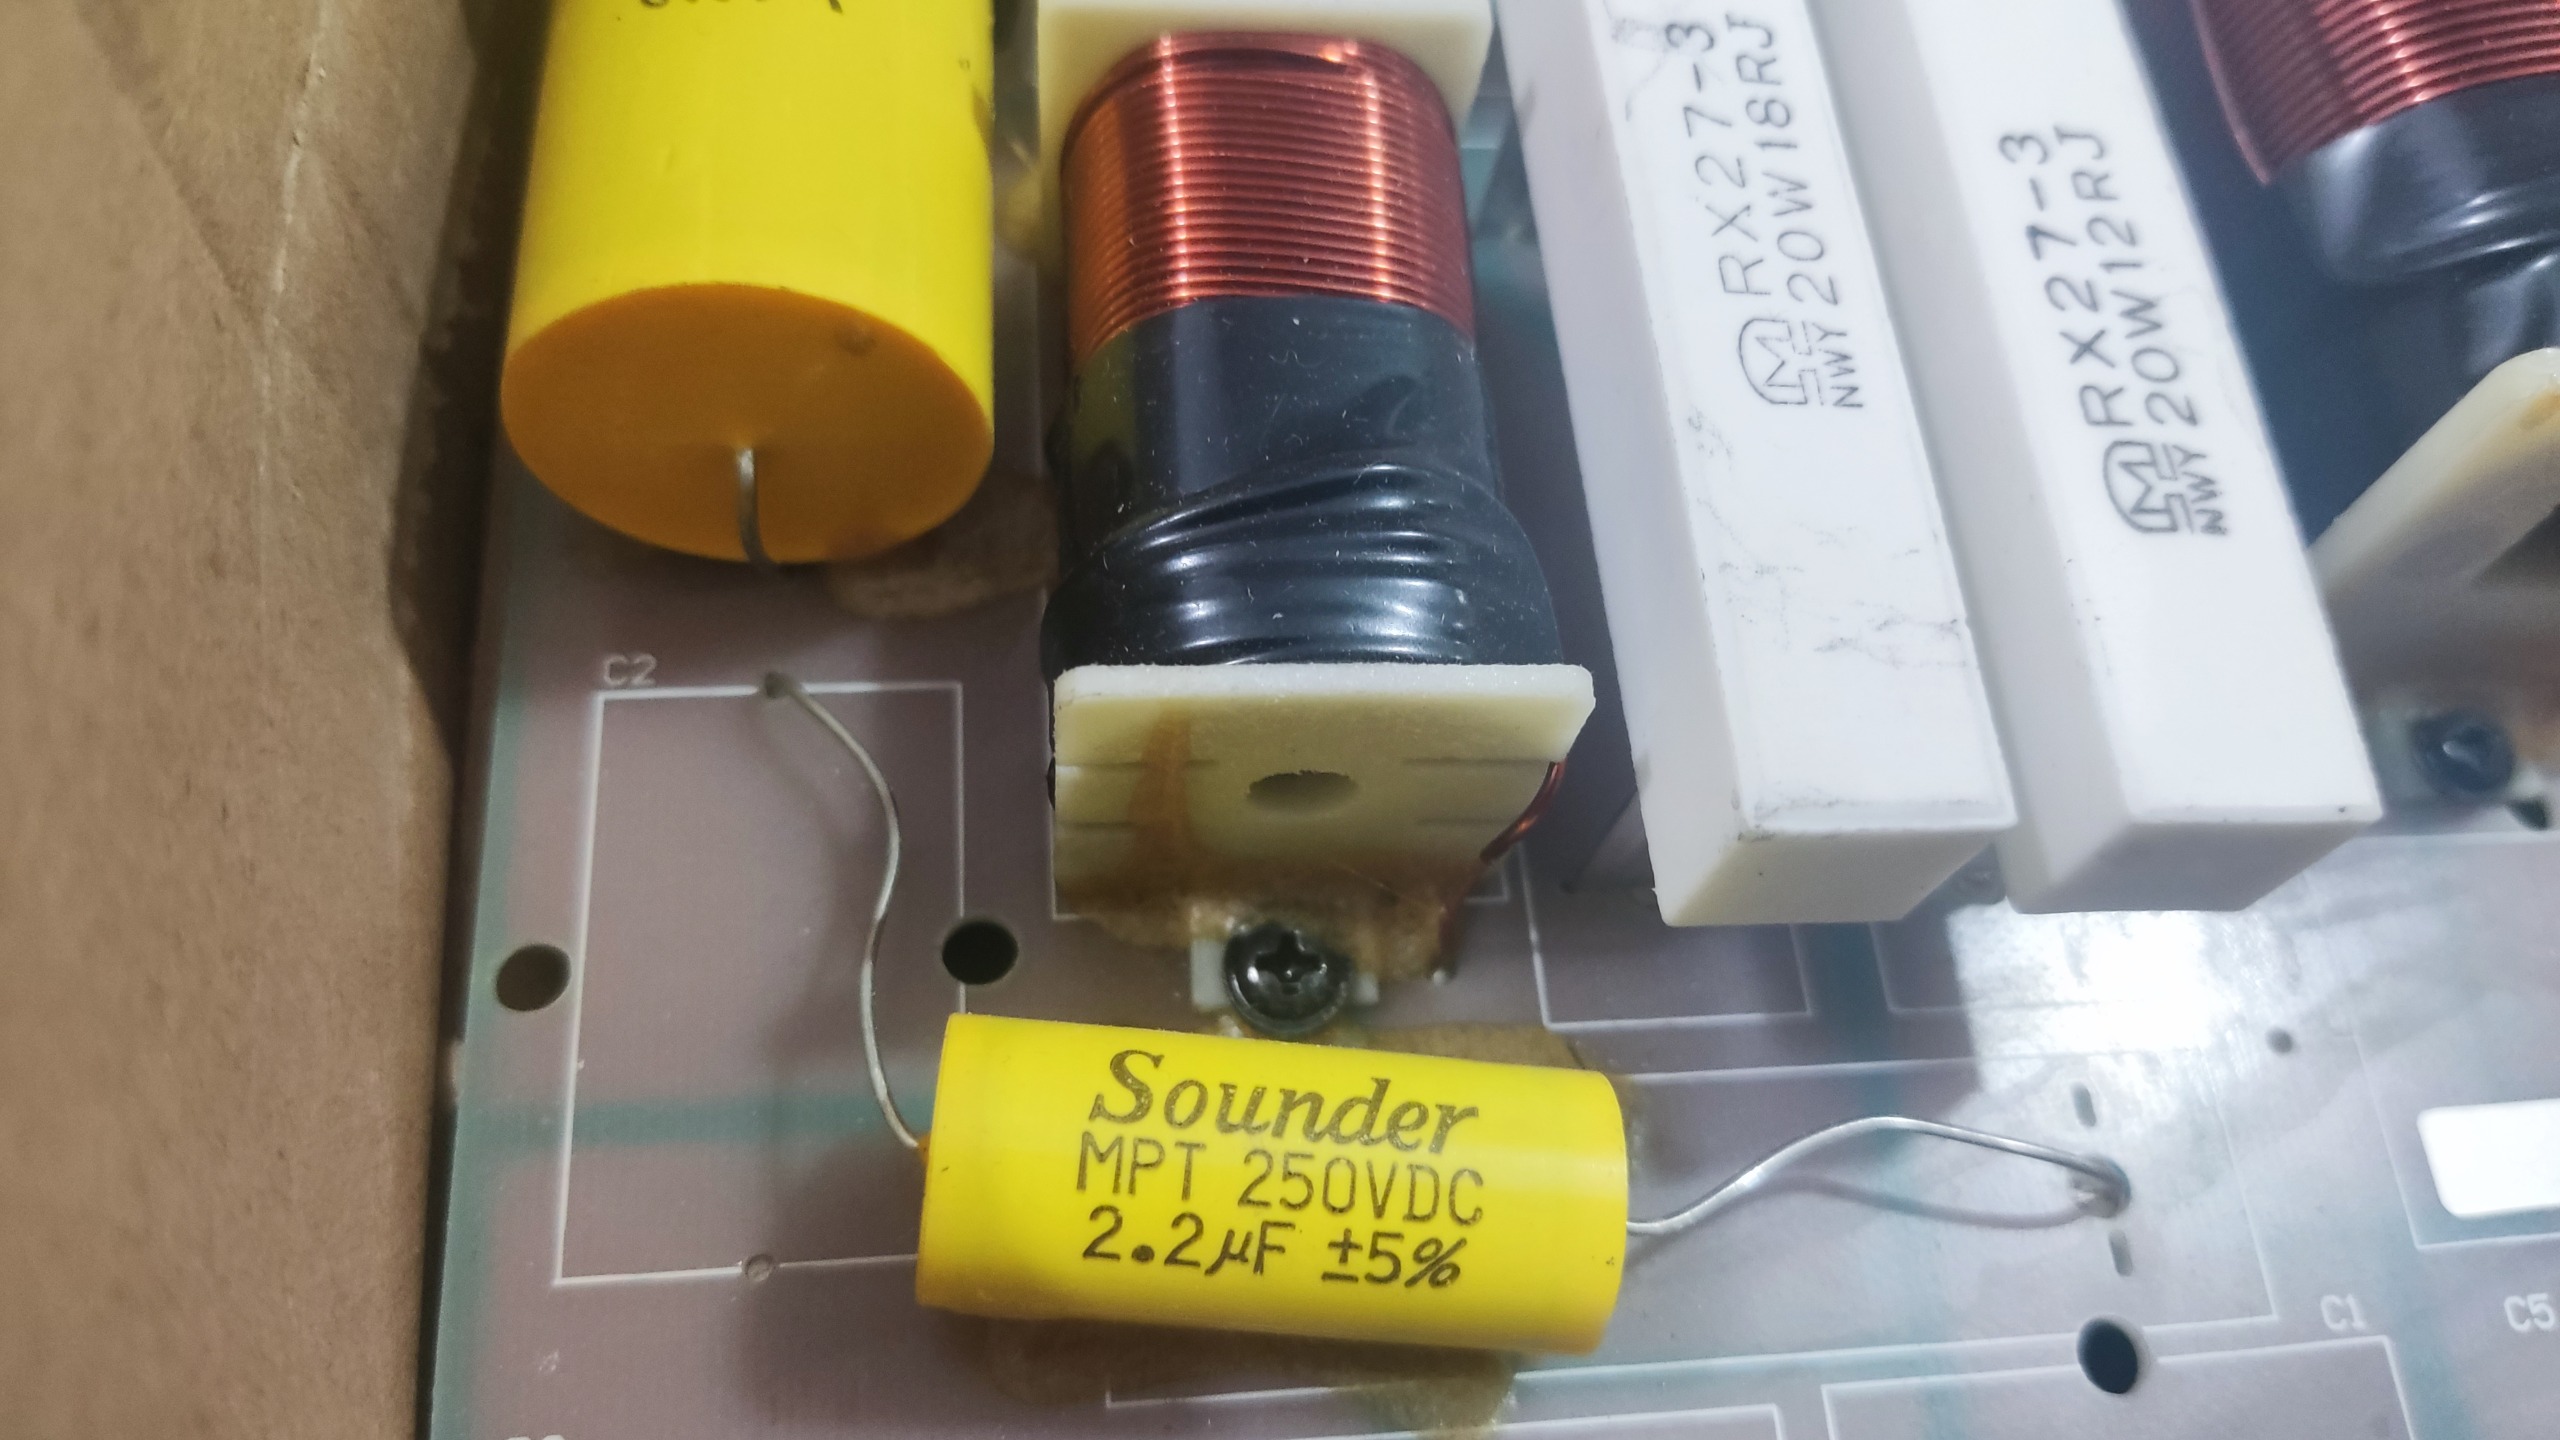 RX27-3
20W18RJ
NWY
RX27-3
20W12RJ
NWY
C2
Sounder
MPT 250VDC
2.2µF ±5%
C1
C5